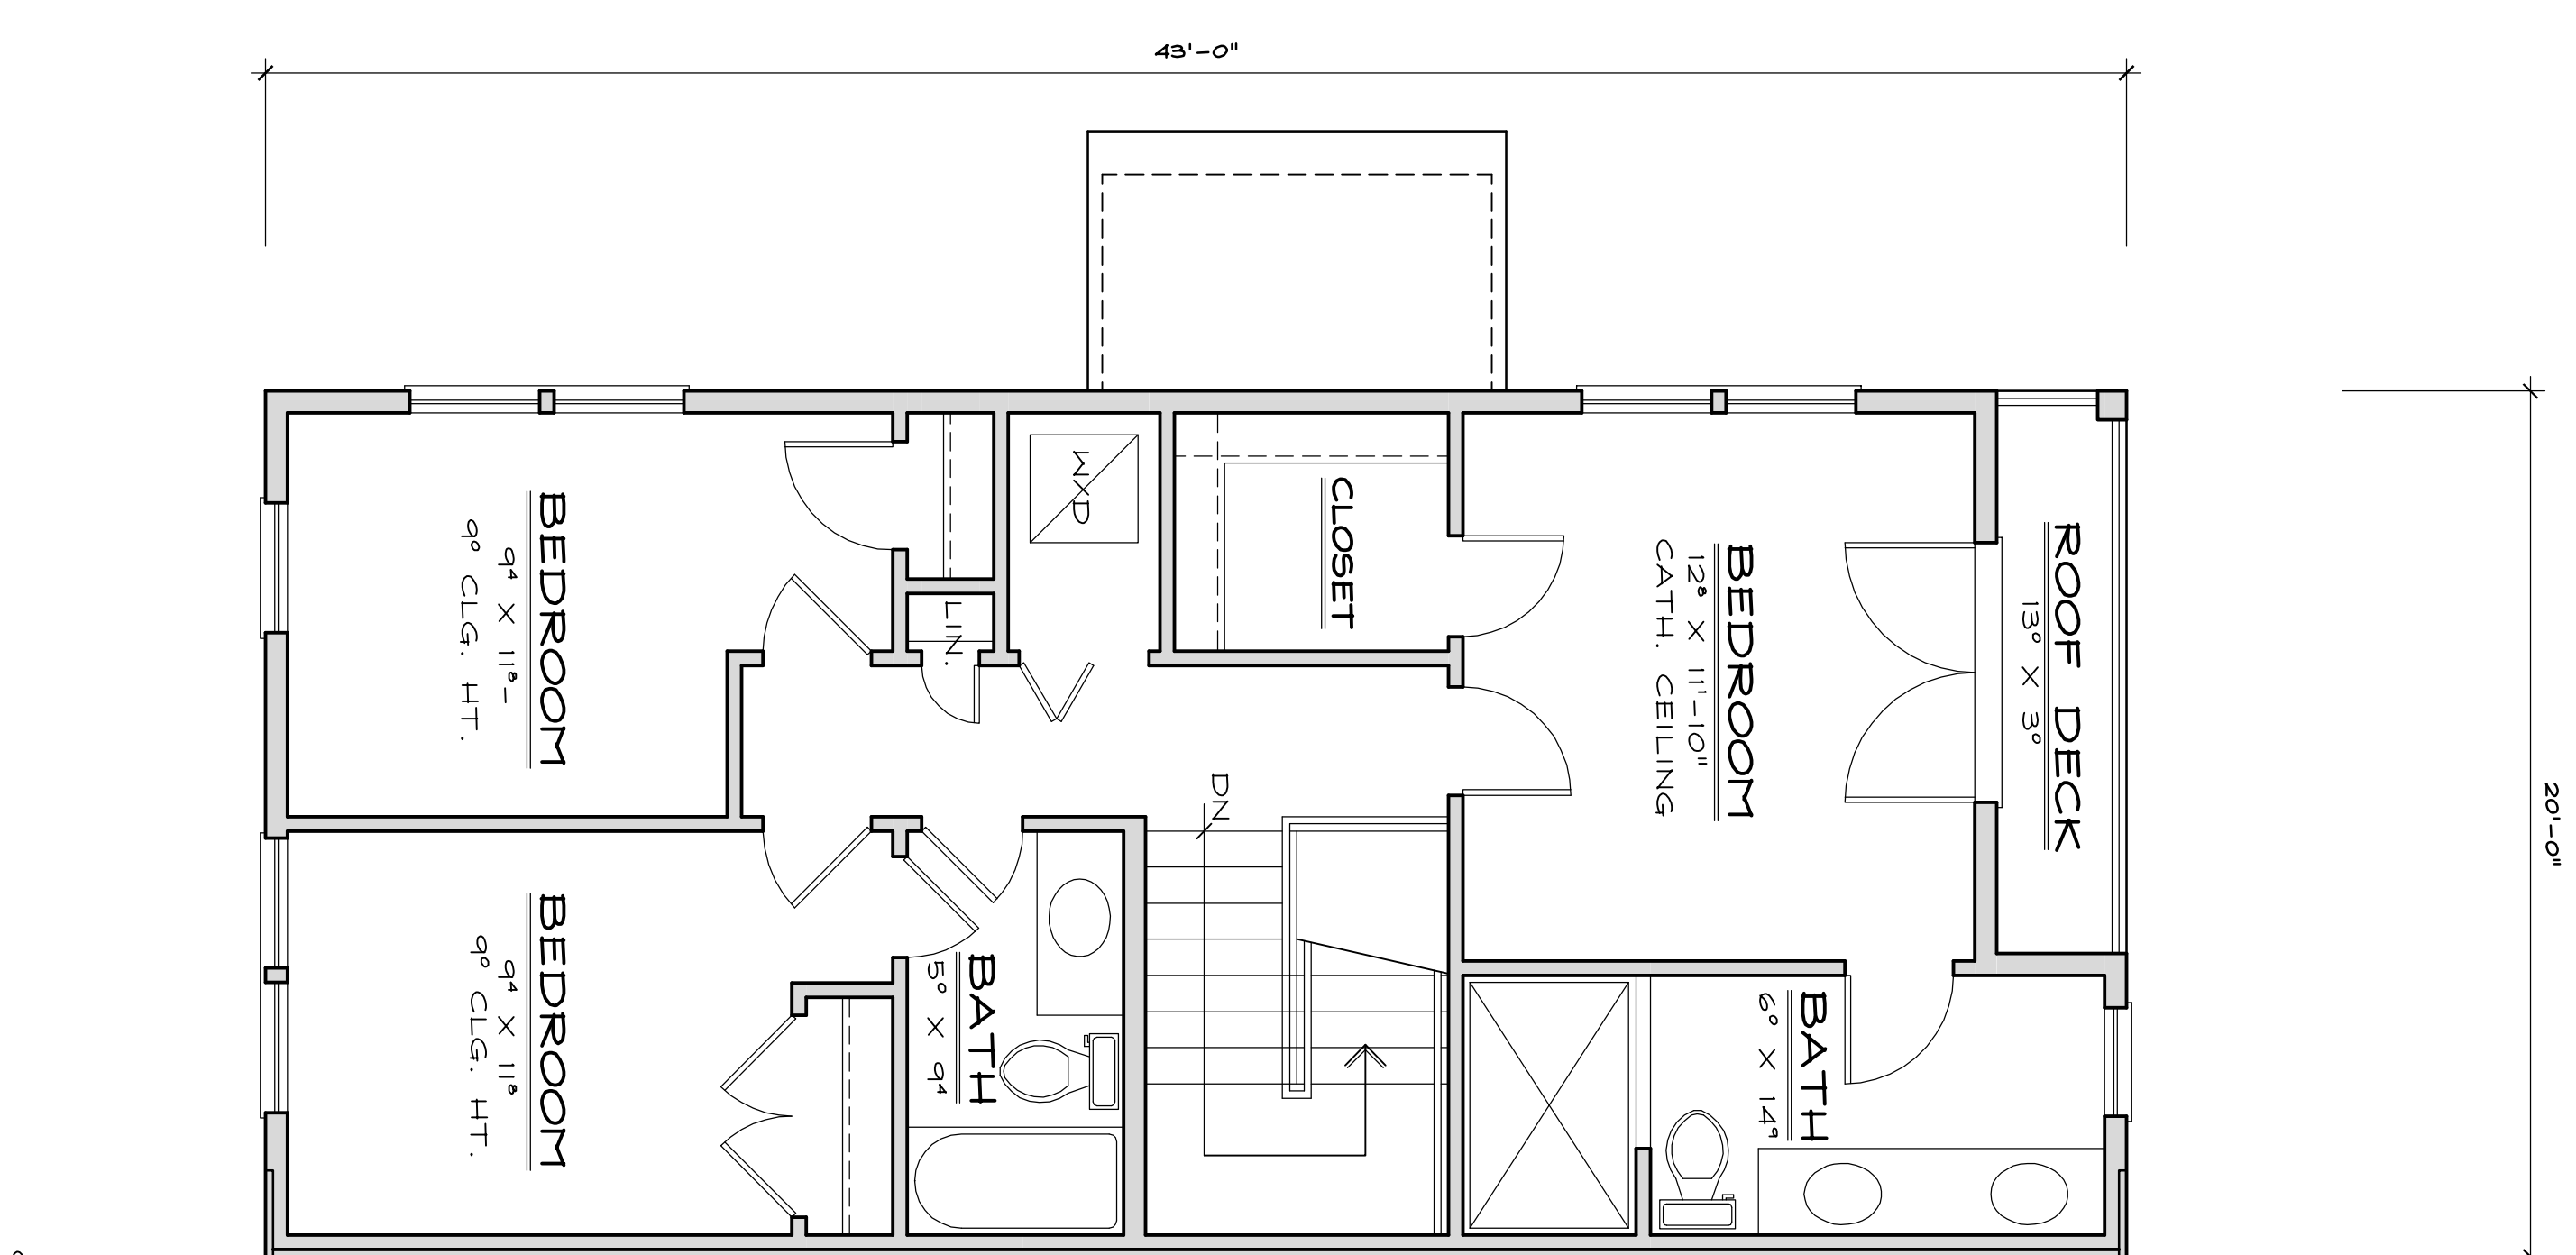 43'-0"
BEDROOM
9⁴ X 11⁸-
9⁰ CLG. HT.
LIN.
WXD
CLOSET
BEDROOM
12⁸ X 11'-10"
CATH. CEILING
ROOF DECK
13⁰ X 3⁰
20'-0"
DN
BEDROOM
9⁴ X 11⁸
9⁰ CLG. HT.
BATH
5⁰ X 9⁴
BATH
6⁰ X 14⁹